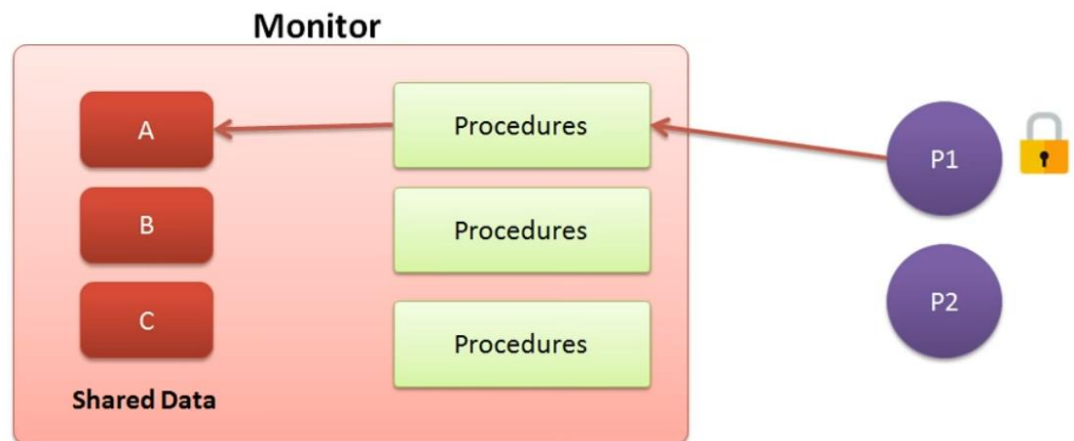 Monitor
A
Procedures
P1
B
Procedures
P2
C
Procedures
Shared Data